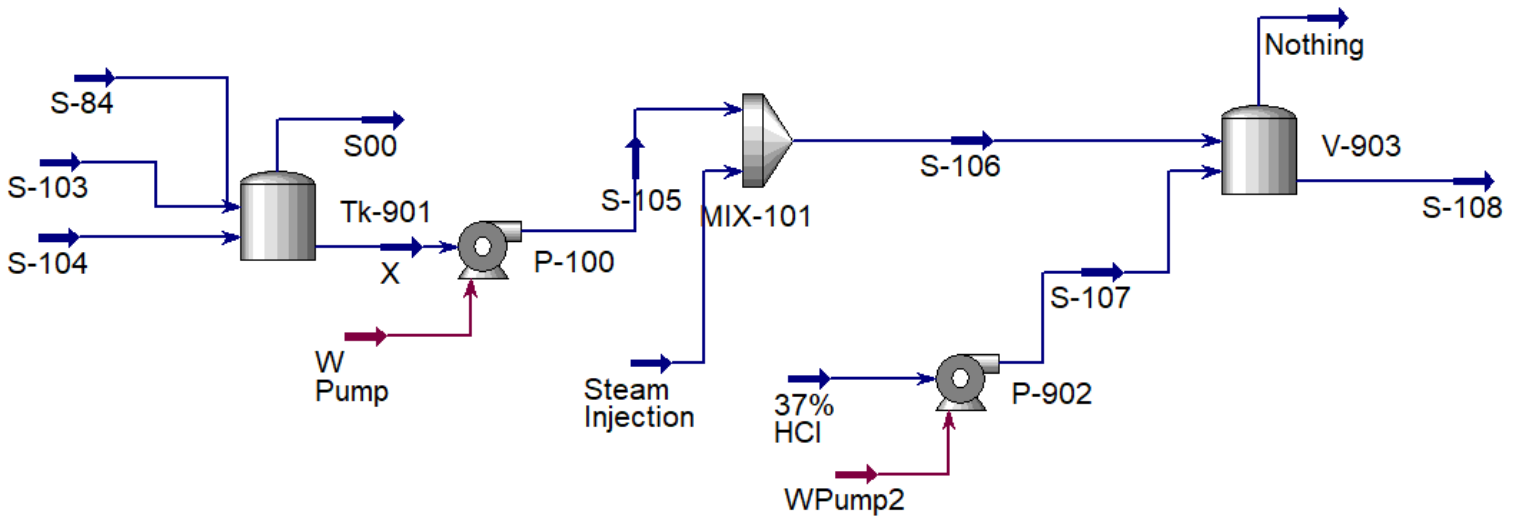 Nothing
S-84
S00
V-903
S-103
S-106
S-105
S-108
Tk-901
MIX-101
S-104
P-100
X
S-107
W
Pump
Steam
Injection
37%
HCl
P-902
WPump2